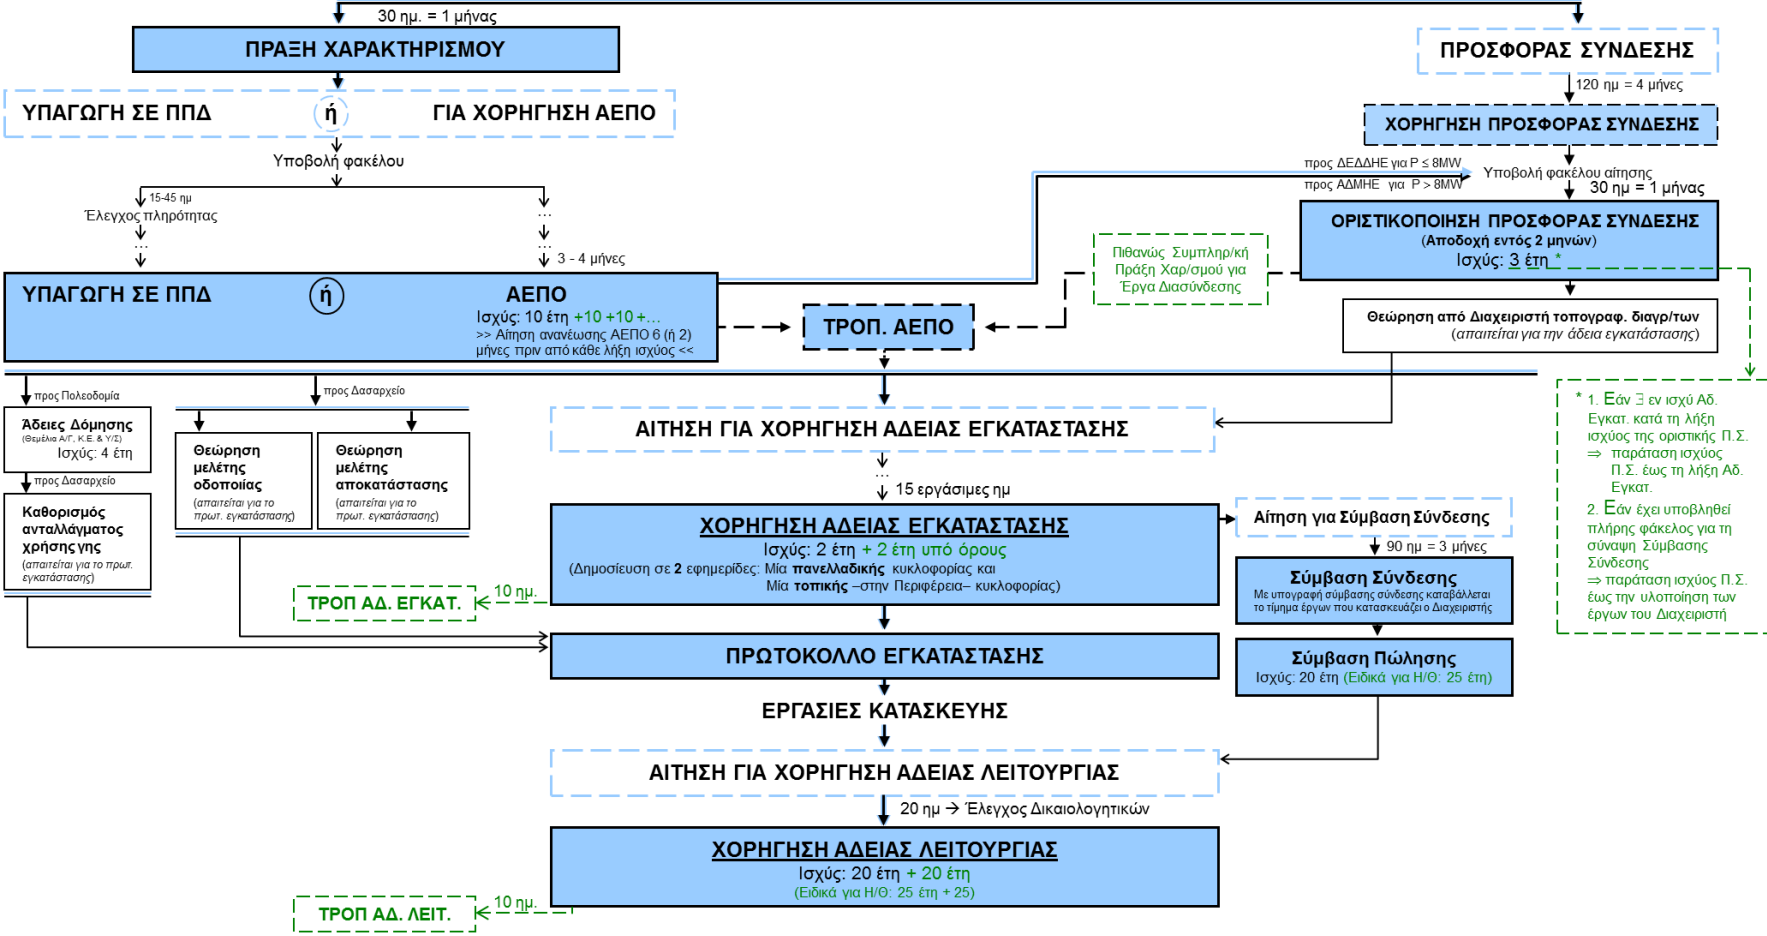 30 ημ. = 1 μήνας
ΠΡΑΞΗ ΧΑΡΑΚΤΗΡΙΣΜΟΥ
ΥΠΑΓΩΓΗ ΣΕ ΠΠΔ
ή
ΓΙΑ ΧΟΡΗΓΗΣΗ ΑΕΠΟ
Υποβολή φακέλου
15-45 ημ
Έλεγχος πληρότητας
...
...
...
3 - 4 μήνες
ΥΠΑΓΩΓΗ ΣΕ ΠΠΔ
ή
ΑΕΠΟ
Ισχύς: 10 έτη +10 +10 +...
>> Αίτηση ανανέωσης ΑΕΠΟ 6 (ή 2)
μήνες πριν από κάθε λήξη ισχύος <<
ΠΡΟΣΦΟΡΑΣ ΣΥΝΔΕΣΗΣ
120 ημ = 4 μήνες
ΧΟΡΗΓΗΣΗ ΠΡΟΣΦΟΡΑΣ ΣΥΝΔΕΣΗΣ
προς ΔΕΔΔΗΕ για P ≤ 8MW
προς ΑΔΜΗΕ για P > 8MW
Υποβολή φακέλου αίτησης
30 ημ = 1 μήνας
ΟΡΙΣΤΙΚΟΠΟΙΗΣΗ ΠΡΟΣΦΟΡΑΣ ΣΥΝΔΕΣΗΣ
(Αποδοχή εντός 2 μηνών)
Ισχύς: 3 έτη *
Πιθανώς Συμπληρ/κή
Πράξη Χαρ/σμού για
Έργα Διασύνδεσης
ΤΡΟΠ. ΑΕΠΟ
Θεώρηση από Διαχειριστή τοπογραφ. διαγρ/των
(απαιτείται για την άδεια εγκατάστασης)
προς Πολεοδομία
Άδειες Δόμησης
(Θεμέλια Α/Γ, Κ.Ε. & Υ/Σ)
Ισχύς: 4 έτη
προς Δασαρχείο
Καθορισμός
ανταλλάγματος
χρήσης γης
(απαιτείται για το πρωτ.
εγκατάστασης)
προς Δασαρχείο
Θεώρηση
μελέτης
οδοποιίας
(απαιτείται για το
πρωτ. εγκατάστασης)
Θεώρηση
μελέτης
αποκατάστασης
(απαιτείται για το
πρωτ. εγκατάστασης)
ΑΙΤΗΣΗ ΓΙΑ ΧΟΡΗΓΗΣΗ ΑΔΕΙΑΣ ΕΓΚΑΤΑΣΤΑΣΗΣ
...
15 εργάσιμες ημ
ΧΟΡΗΓΗΣΗ ΑΔΕΙΑΣ ΕΓΚΑΤΑΣΤΑΣΗΣ
Ισχύς: 2 έτη + 2 έτη υπό όρους
(Δημοσίευση σε 2 εφημερίδες: Μία πανελλαδικής κυκλοφορίας και
Μία τοπικής –στην Περιφέρεια– κυκλοφορίας)
10 ημ.
ΤΡΟΠ ΑΔ. ΕΓΚΑΤ.
Αίτηση για Σύμβαση Σύνδεσης
90 ημ = 3 μήνες
Σύμβαση Σύνδεσης
Με υπογραφή σύμβασης σύνδεσης καταβάλλεται
το τίμημα έργων που κατασκευάζει ο Διαχειριστής
Σύμβαση Πώλησης
Ισχύς: 20 έτη (Ειδικά για Η/Θ: 25 έτη)
* 1. Εάν ∃ εν ισχύ Αδ.
Εγκατ. κατά τη λήξη
ισχύος της οριστικής Π.Σ.
⇒ παράταση ισχύος
Π.Σ. έως τη λήξη Αδ.
Εγκατ.
2. Εάν έχει υποβληθεί
πλήρης φάκελος για τη
σύναψη Σύμβασης
Σύνδεσης
⇒ παράταση ισχύος Π.Σ.
έως την υλοποίηση των
έργων του Διαχειριστή
ΠΡΩΤΟΚΟΛΛΟ ΕΓΚΑΤΑΣΤΑΣΗΣ
ΕΡΓΑΣΙΕΣ ΚΑΤΑΣΚΕΥΗΣ
ΑΙΤΗΣΗ ΓΙΑ ΧΟΡΗΓΗΣΗ ΑΔΕΙΑΣ ΛΕΙΤΟΥΡΓΙΑΣ
20 ημ → Έλεγχος Δικαιολογητικών
ΧΟΡΗΓΗΣΗ ΑΔΕΙΑΣ ΛΕΙΤΟΥΡΓΙΑΣ
Ισχύς: 20 έτη + 20 έτη
(Ειδικά για Η/Θ: 25 έτη + 25)
10 ημ.
ΤΡΟΠ ΑΔ. ΛΕΙΤ.